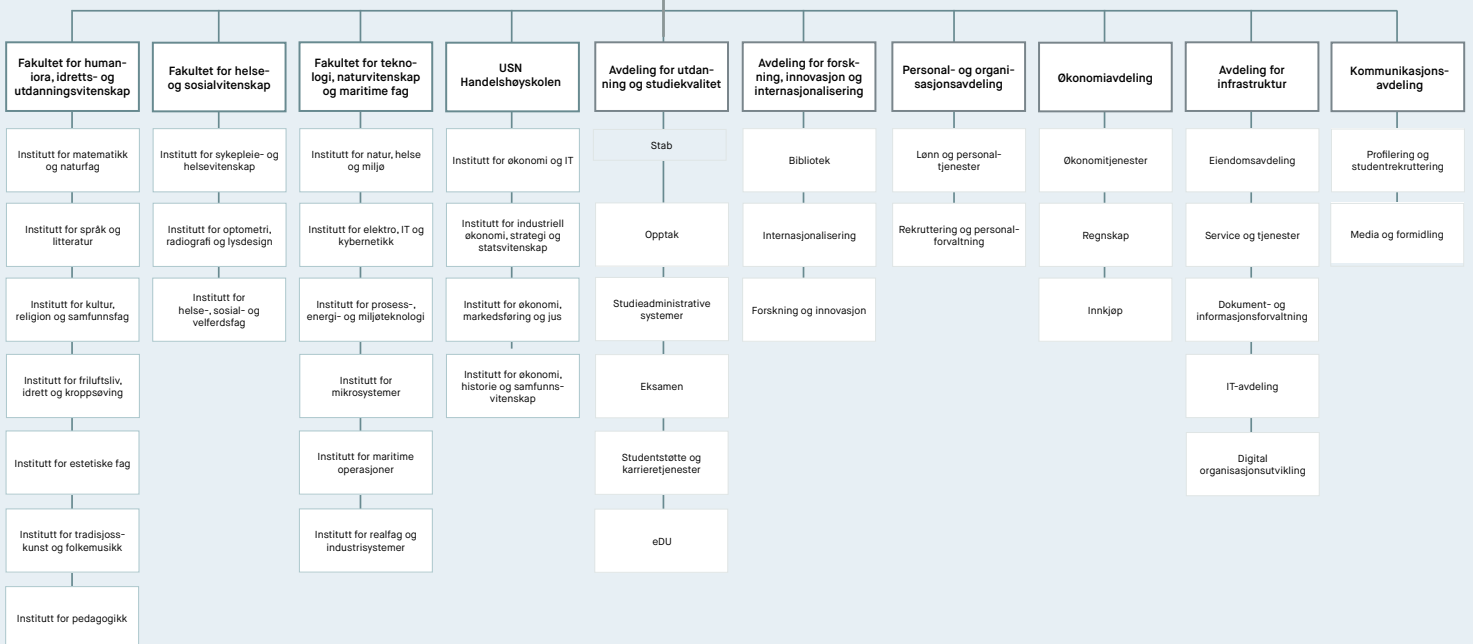 Fakultet for human-
iora, idretts- og
utdanningsvitenskap
Fakultet for helse-
og sosialvitenskap
Fakultet for tekno-
logi, naturvitenskap
og maritime fag
USN
Handelshøyskolen
Avdeling for utdan-
ning og studiekvalitet
Avdeling for forsk-
ning, innovasjon og
internasjonalisering
Personal- og organi-
sasjonsavdeling
Økonomiavdeling
Avdeling for
infrastruktur
Kommunikasjons-
avdeling
Institutt for matematikk
og naturfag
Institutt for sykepleie- og
helsevitenskap
Institutt for natur, helse
og miljø
Institutt for økonomi og IT
Stab
Bibliotek
Lønn og personal-
tjenester
Økonomitjenester
Eiendomsavdeling
Profilering og
studentrekruttering
Institutt for språk og
litteratur
Institutt for optometri,
radiografi og lysdesign
Institutt for elektro, IT og
kybernetikk
Institutt for industriell
økonomi, strategi og
statsvitenskap
Opptak
Internasjonalisering
Rekruttering og personal-
forvaltning
Regnskap
Service og tjenester
Media og formidling
Institutt for kultur,
religion og samfunnsfag
Institutt for
helse-, sosial- og
velferdsfag
Institutt for prosess-,
energi- og miljøteknologi
Institutt for økonomi,
markedsføring og jus
Studieadministrative
systemer
Forskning og innovasjon
Innkjøp
Dokument- og
informasjonsforvaltning
Institutt for friluftsliv,
idrett og kroppsøving
Institutt for
mikrosystemer
Institutt for økonomi,
historie og samfunns-
vitenskap
Eksamen
IT-avdeling
Institutt for estetiske fag
Institutt for maritime
operasjoner
Studentstøtte og
karrieretjenester
Digital
organisasjonsutvikling
Institutt for tradisjoss-
kunst og folkemusikk
Institutt for realfag og
industrisystemer
eDU
Institutt for pedagogikk